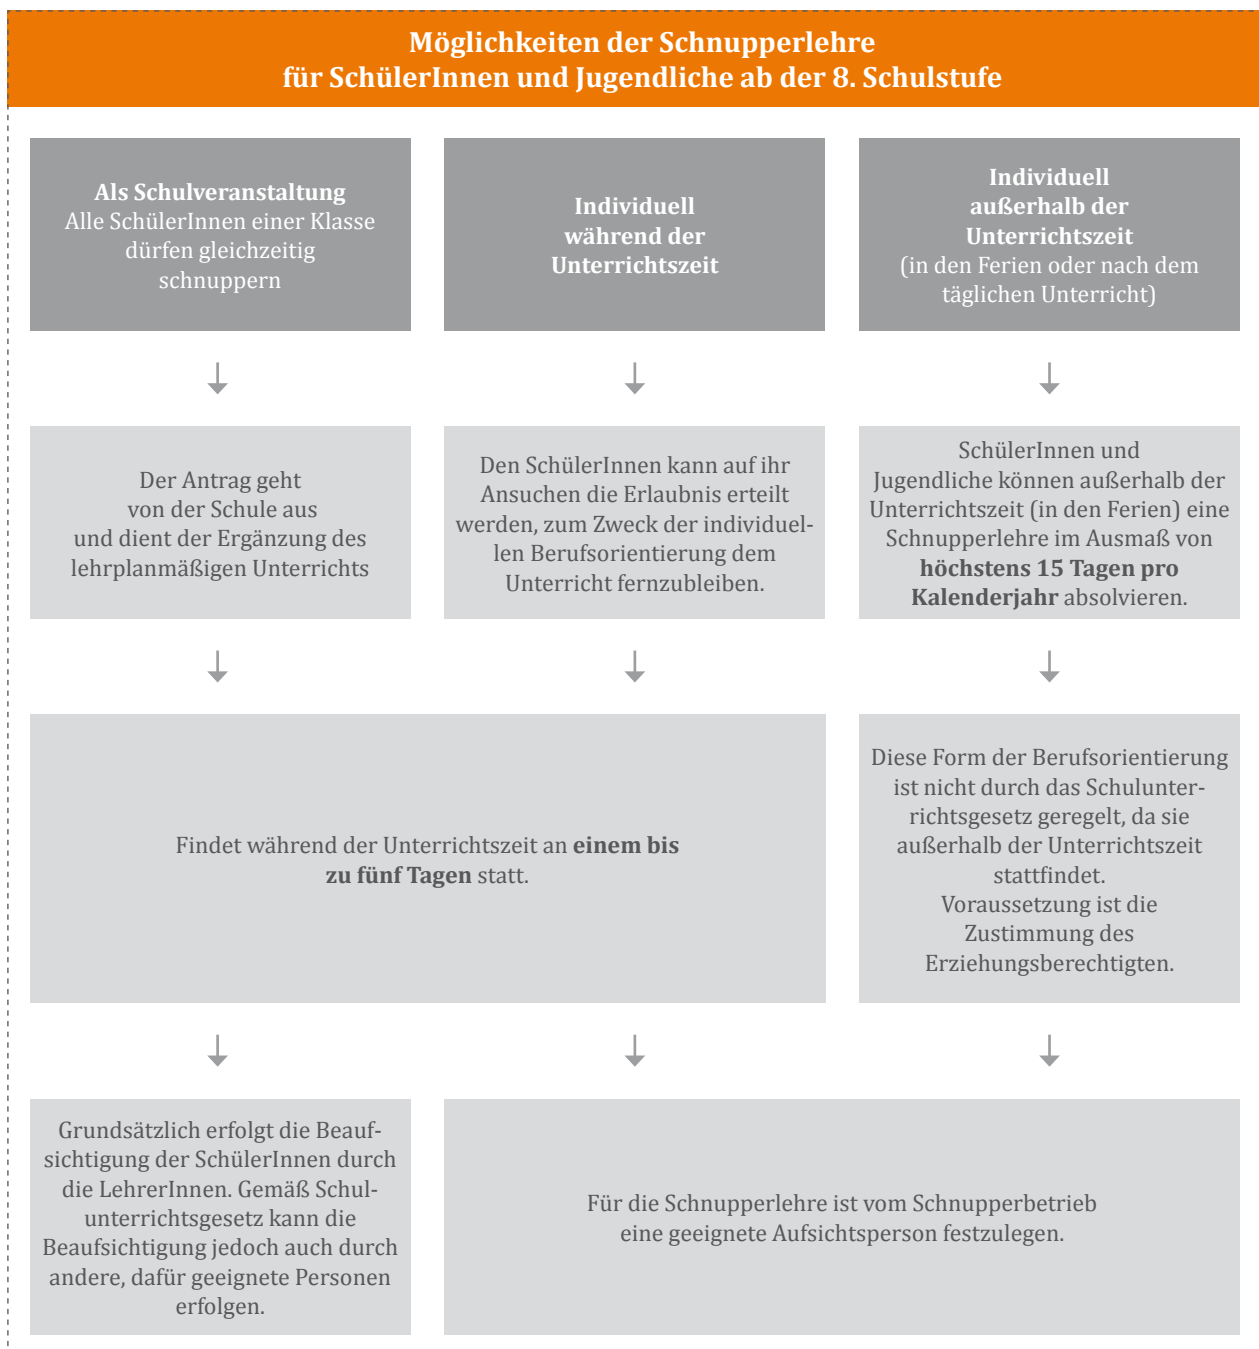 Möglichkeiten der Schnupperlehre
für SchülerInnen und Jugendliche ab der 8. Schulstufe
Als Schulveranstaltung
Alle SchülerInnen einer Klasse
dürfen gleichzeitig
schnuppern
Individuell
während der
Unterrichtszeit
Individuell
außerhalb der
Unterrichtszeit
(in den Ferien oder nach dem
täglichen Unterricht)
Der Antrag geht
von der Schule aus
und dient der Ergänzung des
lehrplanmäßigen Unterrichts
Den SchülerInnen kann auf ihr
Ansuchen die Erlaubnis erteilt
werden, zum Zweck der individuel-
len Berufsorientierung dem
Unterricht fernzubleiben.
SchülerInnen und
Jugendliche können außerhalb der
Unterrichtszeit (in den Ferien) eine
Schnupperlehre im Ausmaß von
höchstens 15 Tagen pro
Kalenderjahr absolvieren.
Findet während der Unterrichtszeit an einem bis
zu fünf Tagen statt.
Diese Form der Berufsorientierung
ist nicht durch das Schulunter-
richtsgesetz geregelt, da sie
außerhalb der Unterrichtszeit
stattfindet.
Voraussetzung ist die
Zustimmung des
Erziehungsberechtigten.
Grundsätzlich erfolgt die Beauf-
sichtigung der SchülerInnen durch
die LehrerInnen. Gemäß Schul-
unterrichtsgesetz kann die
Beaufsichtigung jedoch auch durch
andere, dafür geeignete Personen
erfolgen.
Für die Schnupperlehre ist vom Schnupperbetrieb
eine geeignete Aufsichtsperson festzulegen.